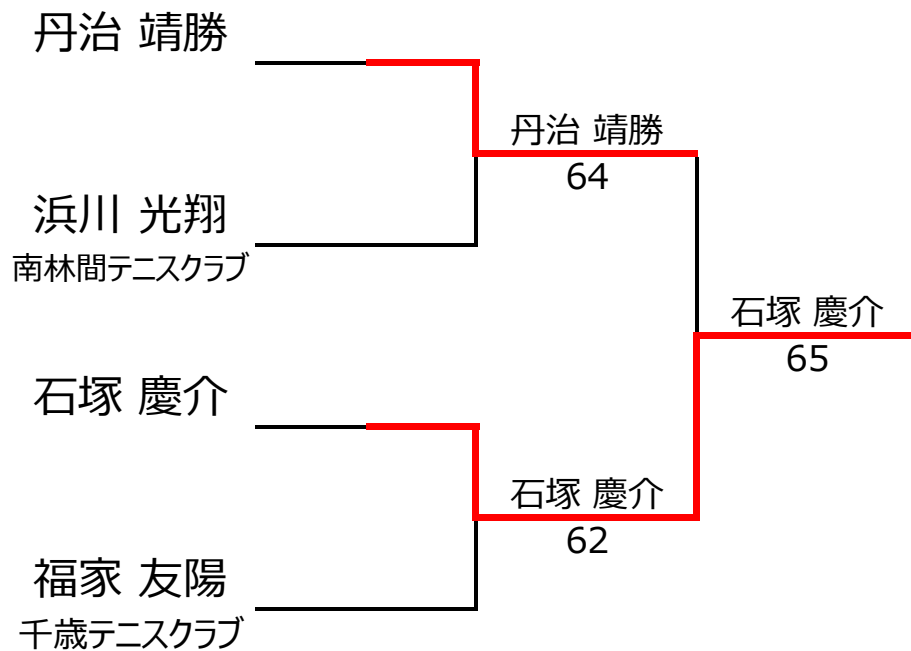 丹治 靖勝
丹治 靖勝
64
浜川 光翔
南林間テニスクラブ
石塚 慶介
65
石塚 慶介
石塚 慶介
62
福家 友陽
千歳テニスクラブ